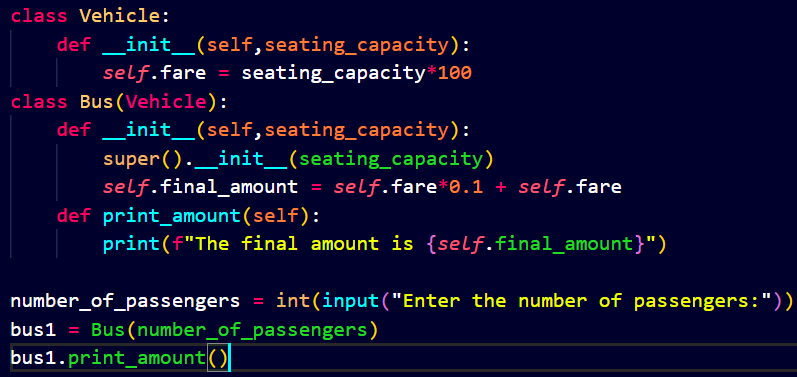 class Vehicle:
    def __init__(self,seating_capacity):
        self.fare = seating_capacity*100
class Bus(Vehicle):
    def __init__(self,seating_capacity):
        super().__init__(seating_capacity)
        self.final_amount = self.fare*0.1 + self.fare
    def print_amount(self):
        print(f"The final amount is {self.final_amount}")
number_of_passengers = int(input("Enter the number of passengers:"))
bus1 = Bus(number_of_passengers)
bus1.print_amount()